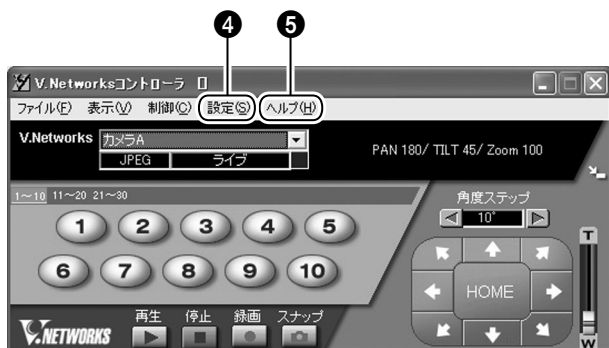 4 5
V.Networksコントローラ
ファイル(F) 表示(V) 制御(C) 設定(S) ヘルプ(H)
V.Networks カメラA
JPEG ライブ
PAN 180/ TILT 45/ Zoom 100
1～10 11～20 21～30
角度ステップ
10°
1 2 3 4 5
6 7 8 9 10
T
HOME
W
再生 停止 録画 スナップ
V.NETWORKS